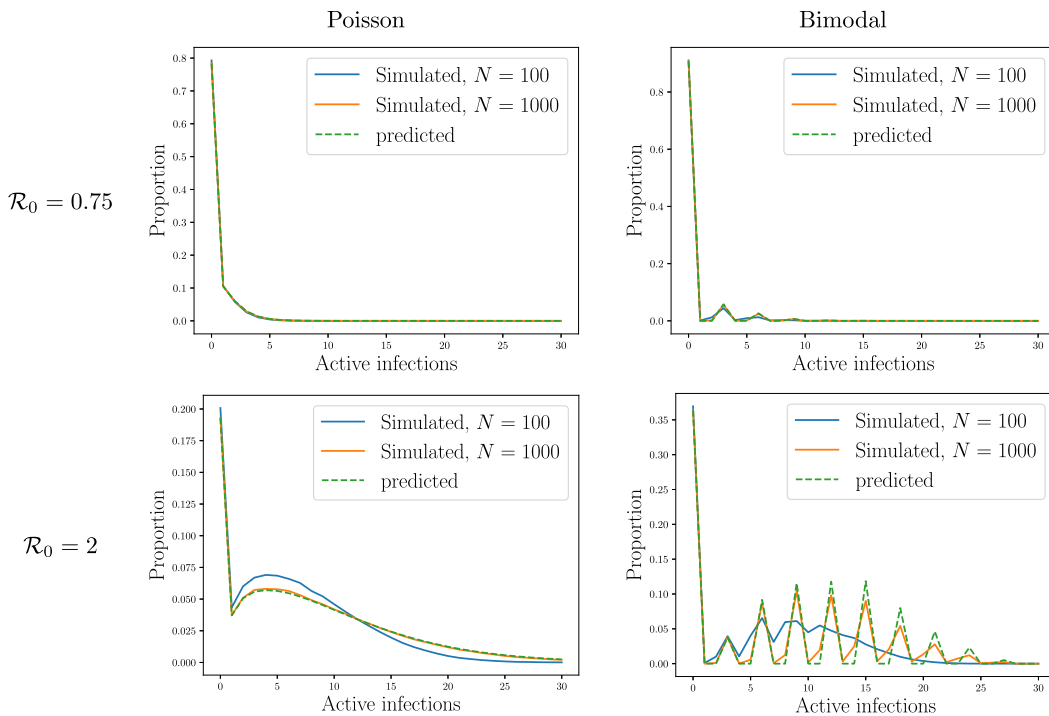 Poisson
Bimodal
R₀ = 0.75
Proportion
0.8
0.7
0.6
0.5
0.4
0.3
0.2
0.1
0.0
0 5 10 15 20 25 30
Active infections
Simulated, N = 100
Simulated, N = 1000
predicted
Proportion
0.8
0.6
0.4
0.2
0.0
0 5 10 15 20 25 30
Active infections
Simulated, N = 100
Simulated, N = 1000
predicted
R₀ = 2
Proportion
0.200
0.175
0.150
0.125
0.100
0.075
0.050
0.025
0.000
0 5 10 15 20 25 30
Active infections
Simulated, N = 100
Simulated, N = 1000
predicted
Proportion
0.35
0.30
0.25
0.20
0.15
0.10
0.05
0.00
0 5 10 15 20 25 30
Active infections
Simulated, N = 100
Simulated, N = 1000
predicted